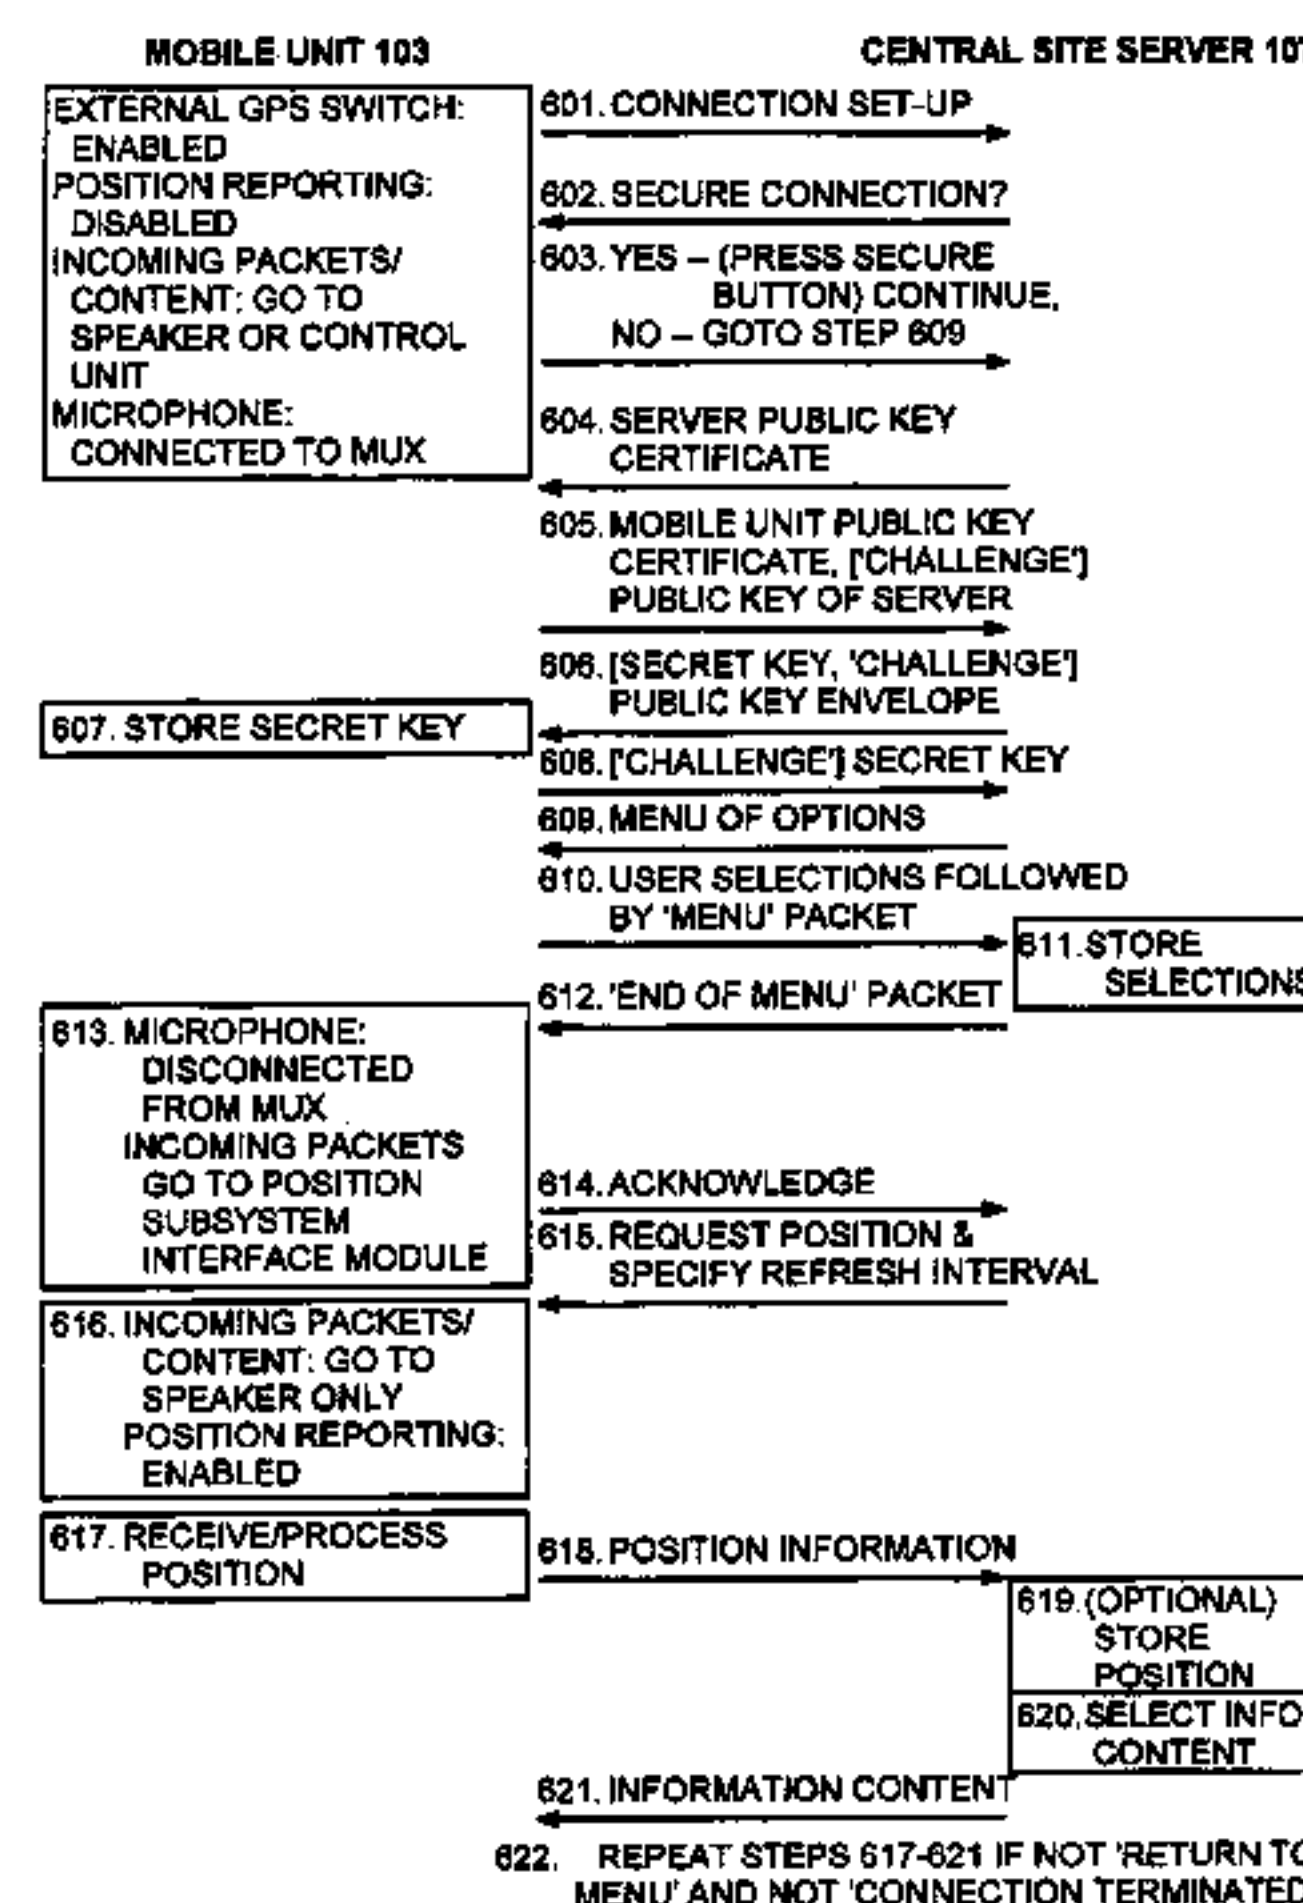 MOBILE UNIT 103
CENTRAL SITE SERVER 107
EXTERNAL GPS SWITCH:
ENABLED
POSITION REPORTING:
DISABLED
INCOMING PACKETS/
CONTENT: GO TO
SPEAKER OR CONTROL
UNIT
MICROPHONE:
CONNECTED TO MUX
601. CONNECTION SET-UP
602. SECURE CONNECTION?
603. YES – (PRESS SECURE
BUTTON) CONTINUE,
NO – GOTO STEP 609
604. SERVER PUBLIC KEY
CERTIFICATE
605. MOBILE UNIT PUBLIC KEY
CERTIFICATE, ['CHALLENGE']
PUBLIC KEY OF SERVER
606. [SECRET KEY, 'CHALLENGE']
PUBLIC KEY ENVELOPE
607. STORE SECRET KEY
608. ['CHALLENGE'] SECRET KEY
609. MENU OF OPTIONS
610. USER SELECTIONS FOLLOWED
BY 'MENU' PACKET
611. STORE
SELECTIONS
612. 'END OF MENU' PACKET
613. MICROPHONE:
DISCONNECTED
FROM MUX
INCOMING PACKETS
GO TO POSITION
SUBSYSTEM
INTERFACE MODULE
614. ACKNOWLEDGE
615. REQUEST POSITION &
SPECIFY REFRESH INTERVAL
616. INCOMING PACKETS/
CONTENT: GO TO
SPEAKER ONLY
POSITION REPORTING:
ENABLED
617. RECEIVE/PROCESS
POSITION
618. POSITION INFORMATION
619. (OPTIONAL)
STORE
POSITION
620. SELECT INFO
CONTENT
621. INFORMATION CONTENT
622. REPEAT STEPS 617-621 IF NOT 'RETURN TO
MENU' AND NOT 'CONNECTION TERMINATED